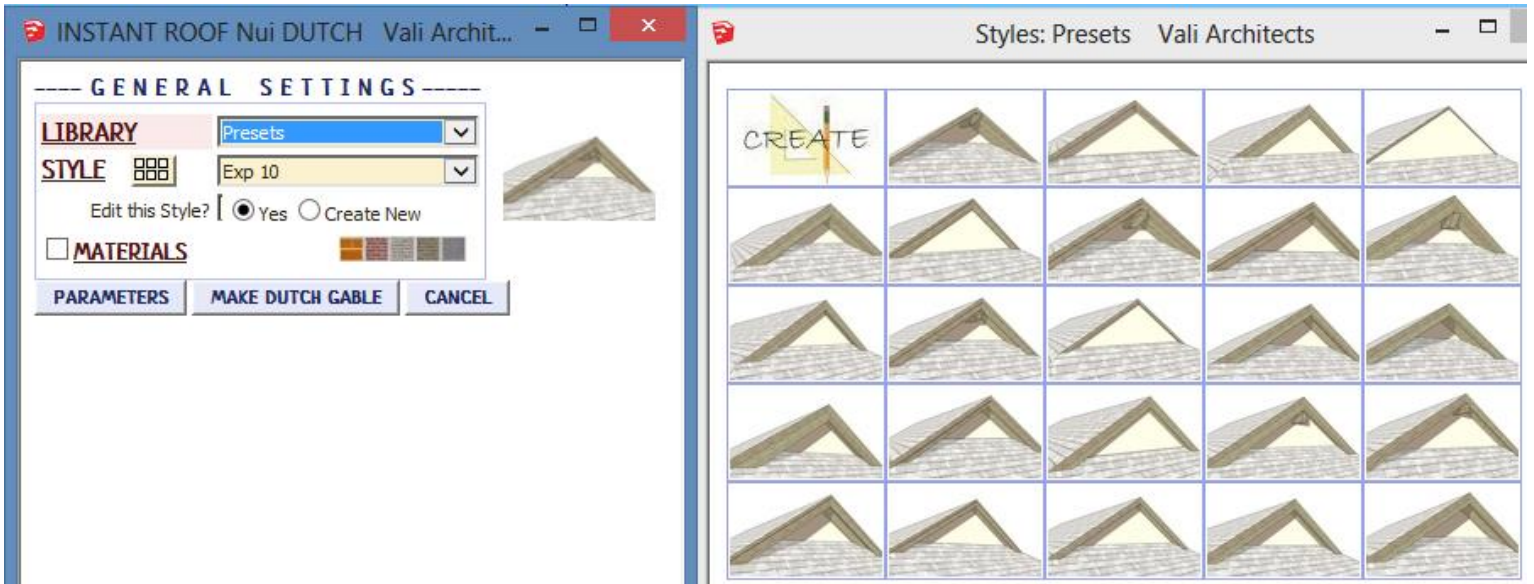 INSTANT ROOF Nui DUTCH Vali Archit...
---- GENERAL SETTINGS-----
LIBRARY Presets
STYLE Exp 10
Edit this Style? Yes Create New
MATERIALS
PARAMETERS MAKE DUTCH GABLE CANCEL
Styles: Presets Vali Architects
CREATE